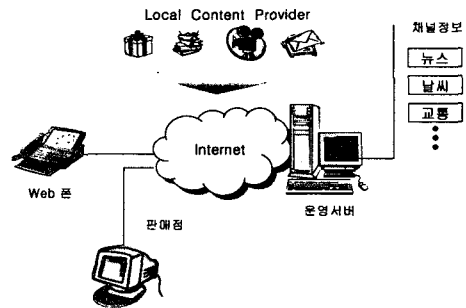 Local Content Provider
채널정보
뉴스
날씨
교통
Internet
Web 폰
운영서버
판매점